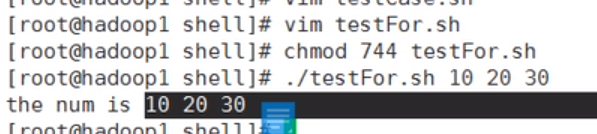 [root@hadoop1 shell]# vim testCase.sh
[root@hadoop1 shell]# vim testFor.sh
[root@hadoop1 shell]# chmod 744 testFor.sh
[root@hadoop1 shell]# ./testFor.sh 10 20 30
the num is 10 20 30
[root@hadoop1 shell]#